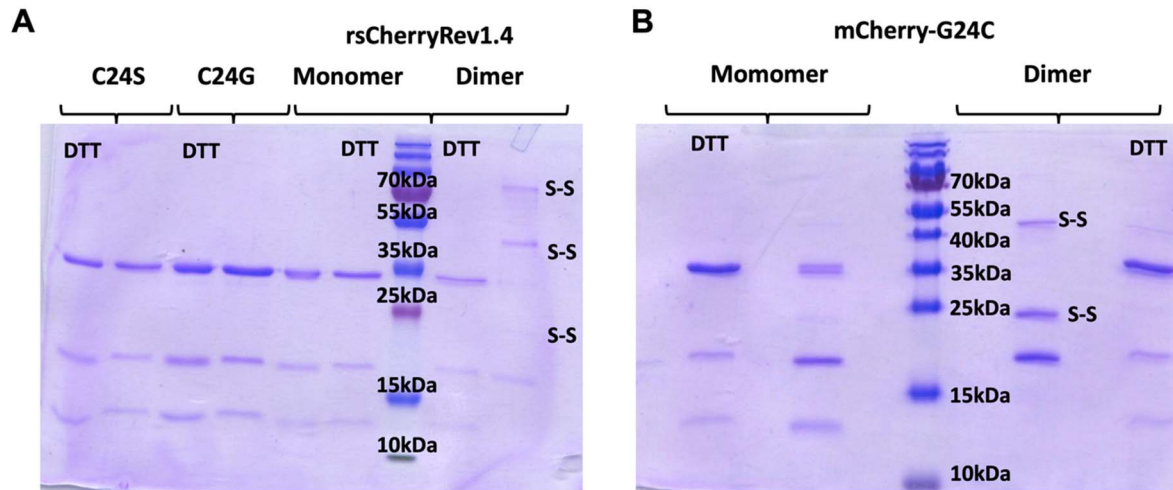 A
rsCherryRev1.4
C24S C24G Monomer Dimer
DTT DTT DTT DTT
70kDa
55kDa
35kDa
25kDa
15kDa
10kDa
S-S
S-S
S-S
B
mCherry-G24C
Momomer Dimer
DTT DTT
70kDa
55kDa
40kDa
35kDa
25kDa
15kDa
10kDa
S-S
S-S